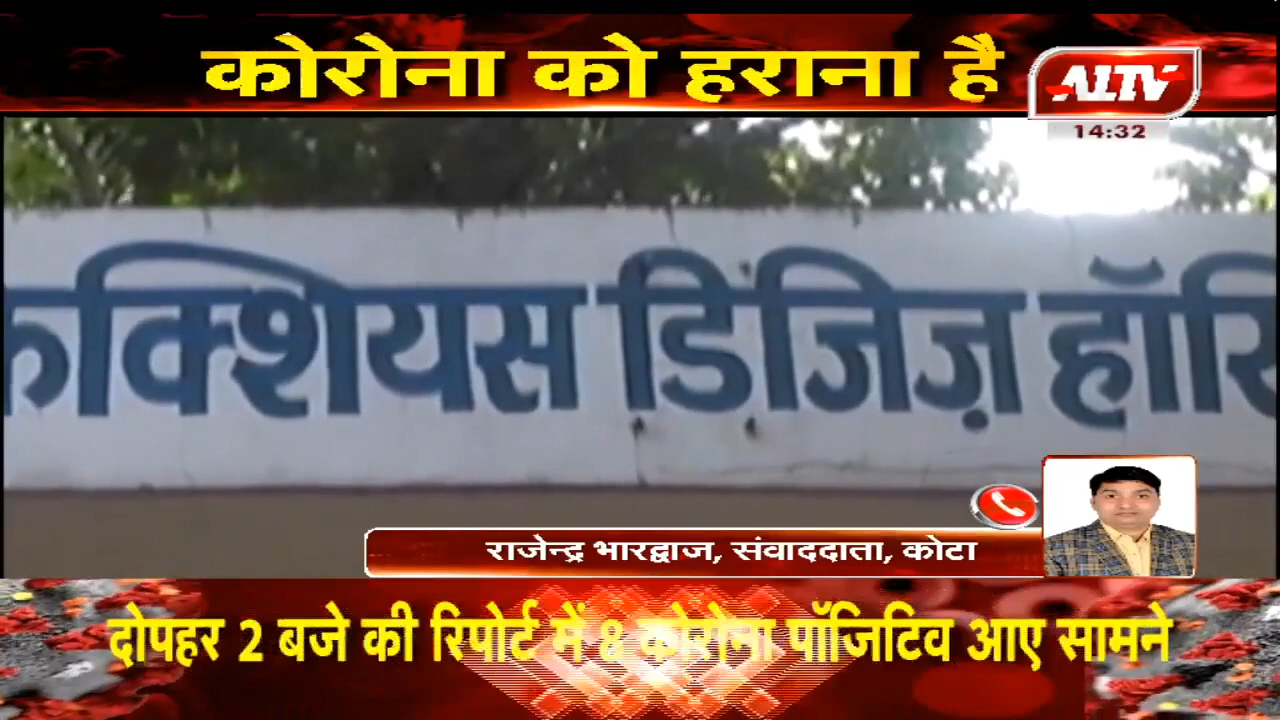 कोरोना को हराना है
ALTV
14:32
क्शियस डिजिज़ हॉ
राजेन्द्र भारद्वाज, संवाददाता, कोटा
दोपहर 2 बजे की रिपोर्ट में 8 कोरोना पॉजिटिव आए सामने